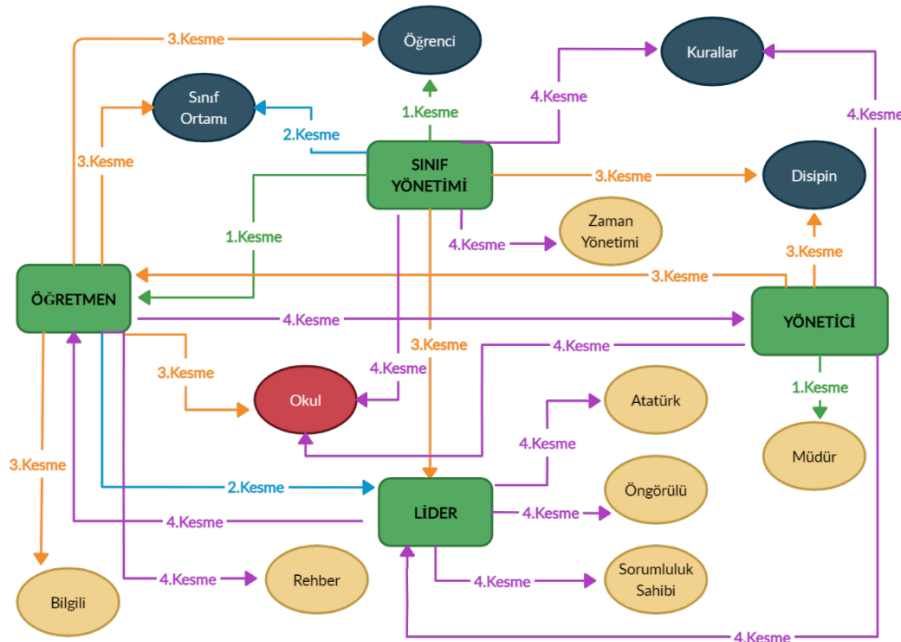 3.Kesme
Öğrenci
Kurallar
4.Kesme
Sınıf
Ortamı
1.Kesme
4.Kesme
2.Kesme
3.Kesme
SINIF
YÖNETİMİ
3.Kesme
Disipin
Zaman
Yönetimi
1.Kesme
4.Kesme
3.Kesme
3.Kesme
ÖĞRETMEN
4.Kesme
YÖNETİCİ
3.Kesme
4.Kesme
4.Kesme
3.Kesme
1.Kesme
Okul
Atatürk
4.Kesme
Müdür
3.Kesme
2.Kesme
Öngörülü
4.Kesme
LİDER
4.Kesme
Bilgili
4.Kesme
Rehber
4.Kesme
Sorumluluk
Sahibi
4.Kesme